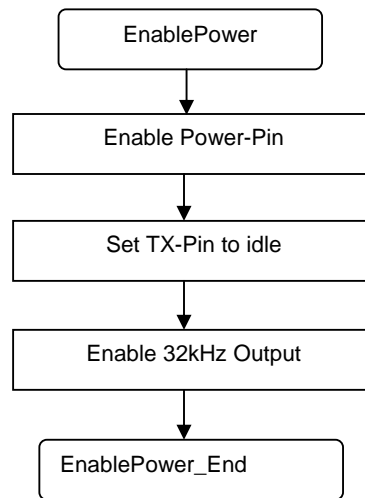 EnablePower
Enable Power-Pin
Set TX-Pin to idle
Enable 32kHz Output
EnablePower_End